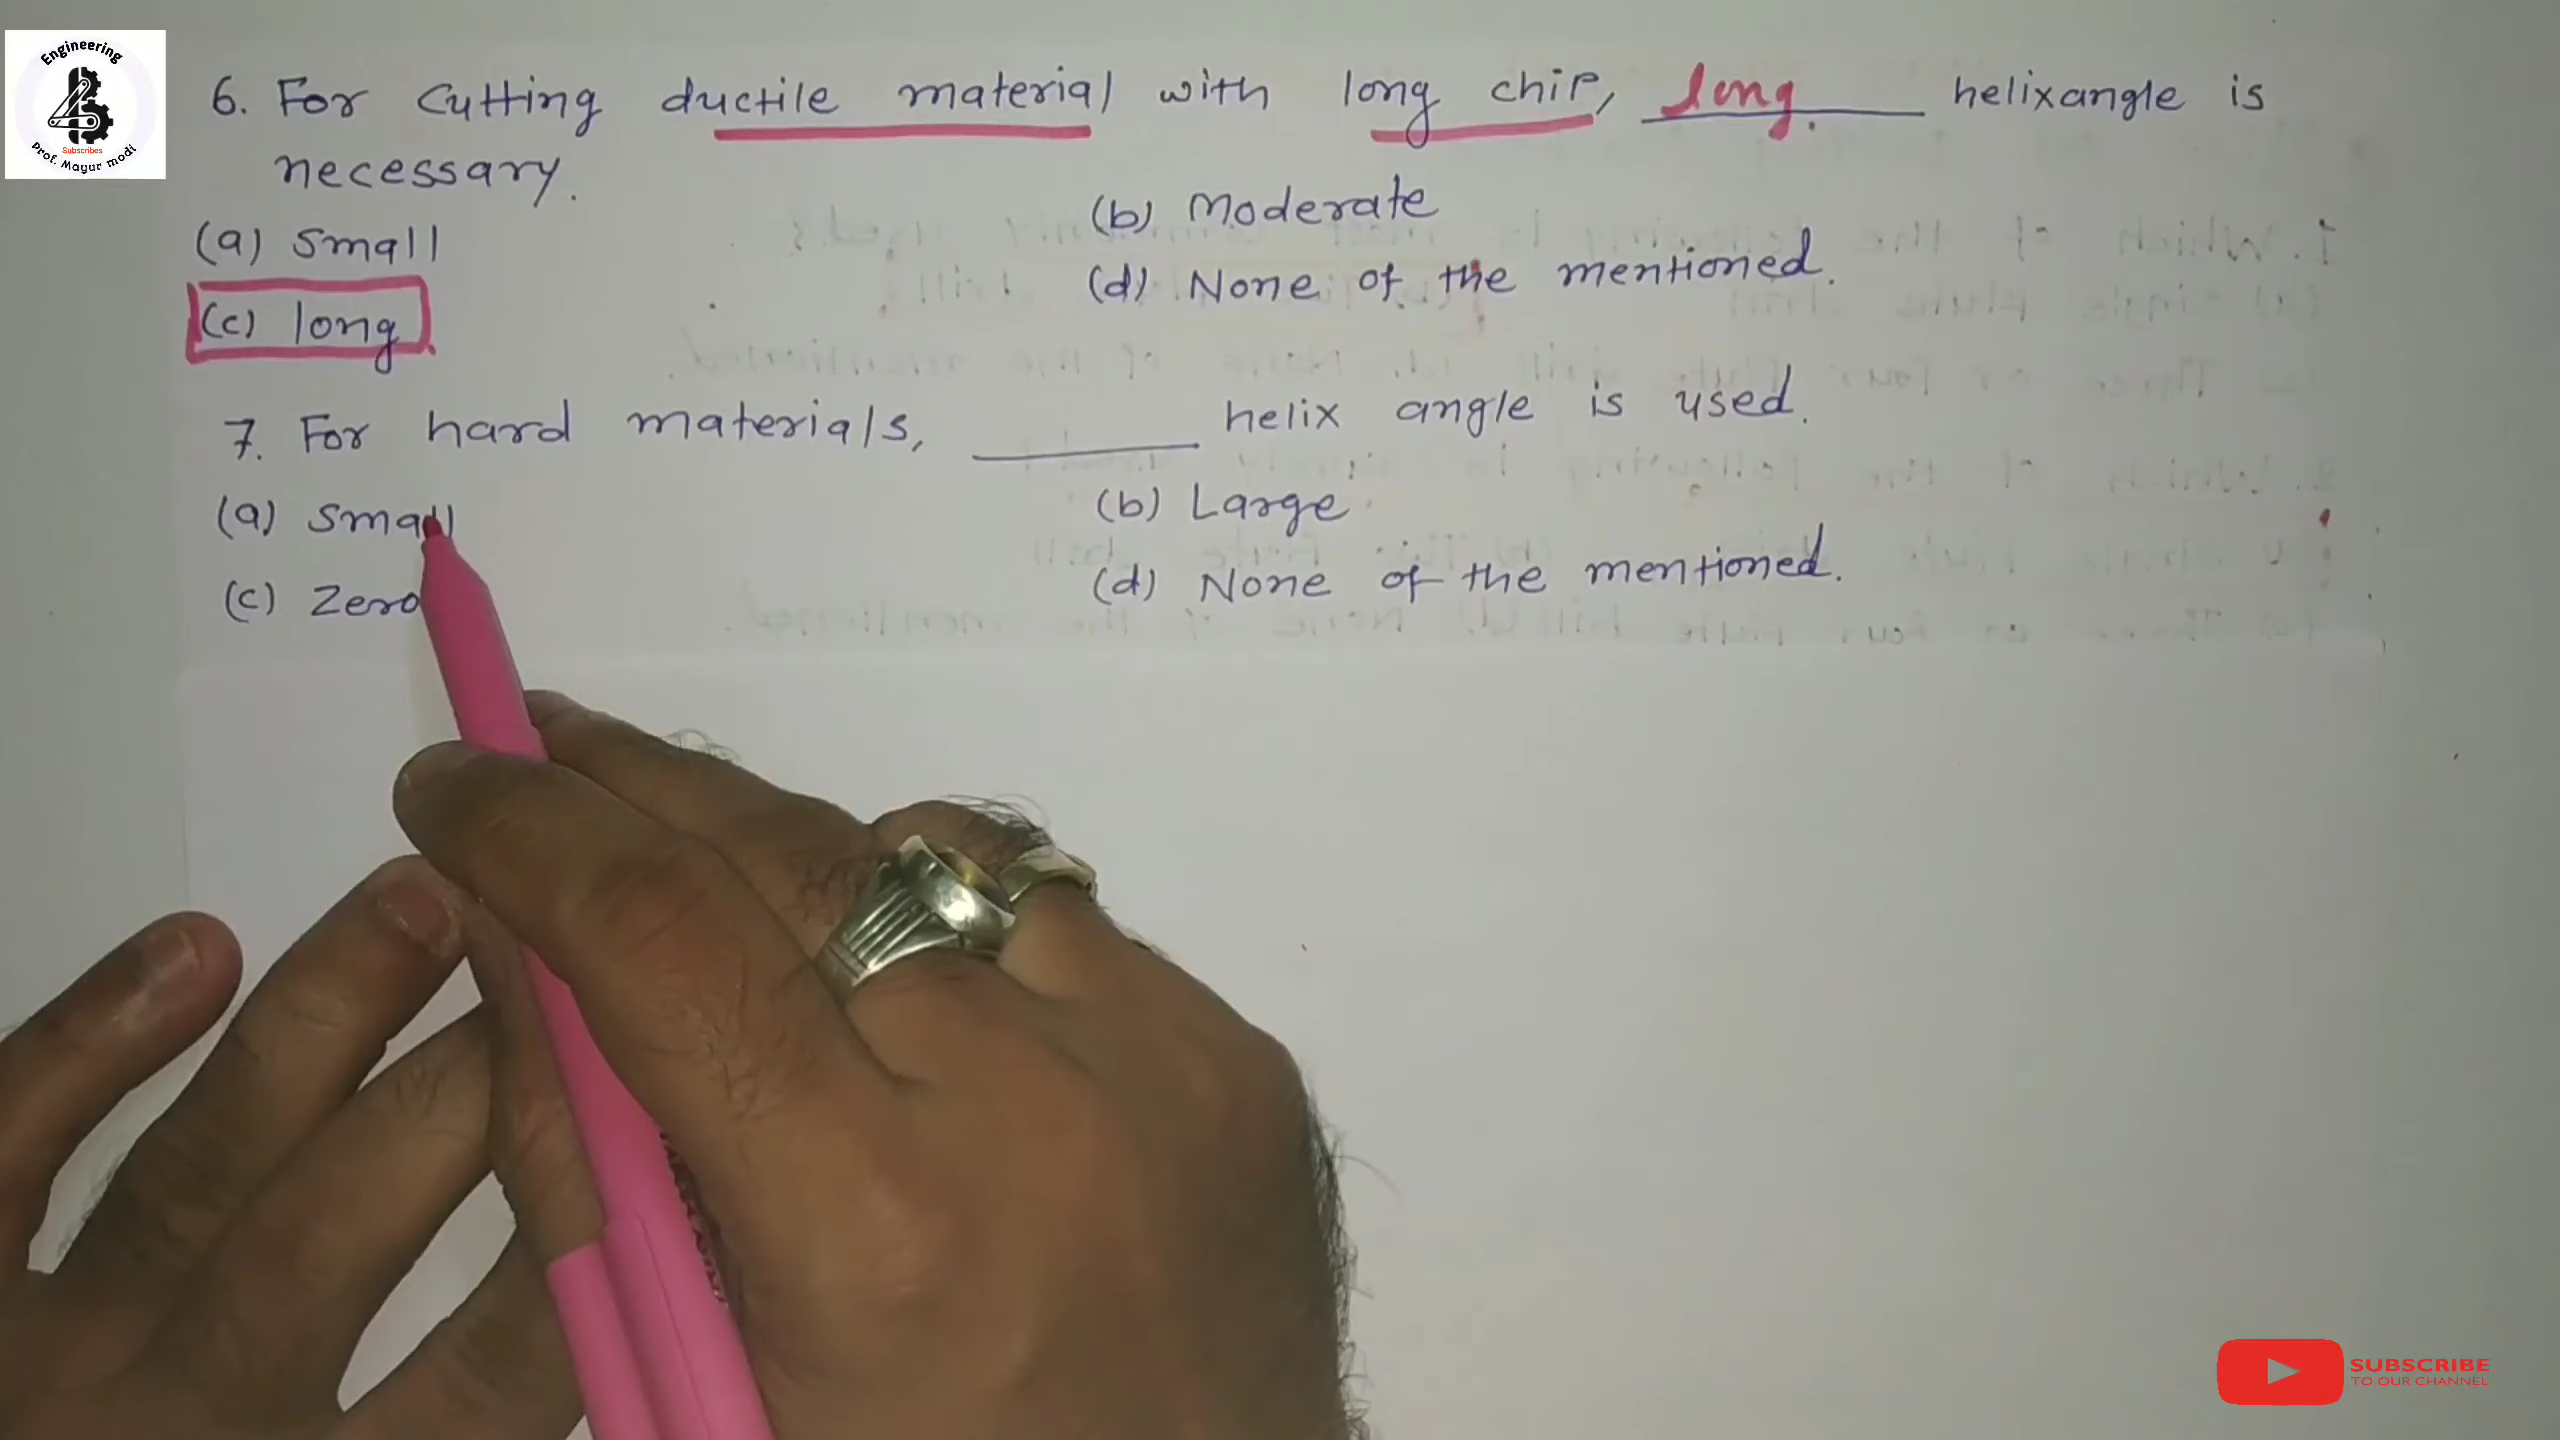 Engineering
Subscribes
Prof. Mayur modi
6. For cutting ductile material with long chip, long. helixangle is
necessary.
(a) small (b) Moderate
(c) long (d) None of the mentioned.
7. For hard materials, ______ helix angle is used.
(a) small (b) Large
(c) Zero (d) None of the mentioned.
SUBSCRIBE
TO OUR CHANNEL